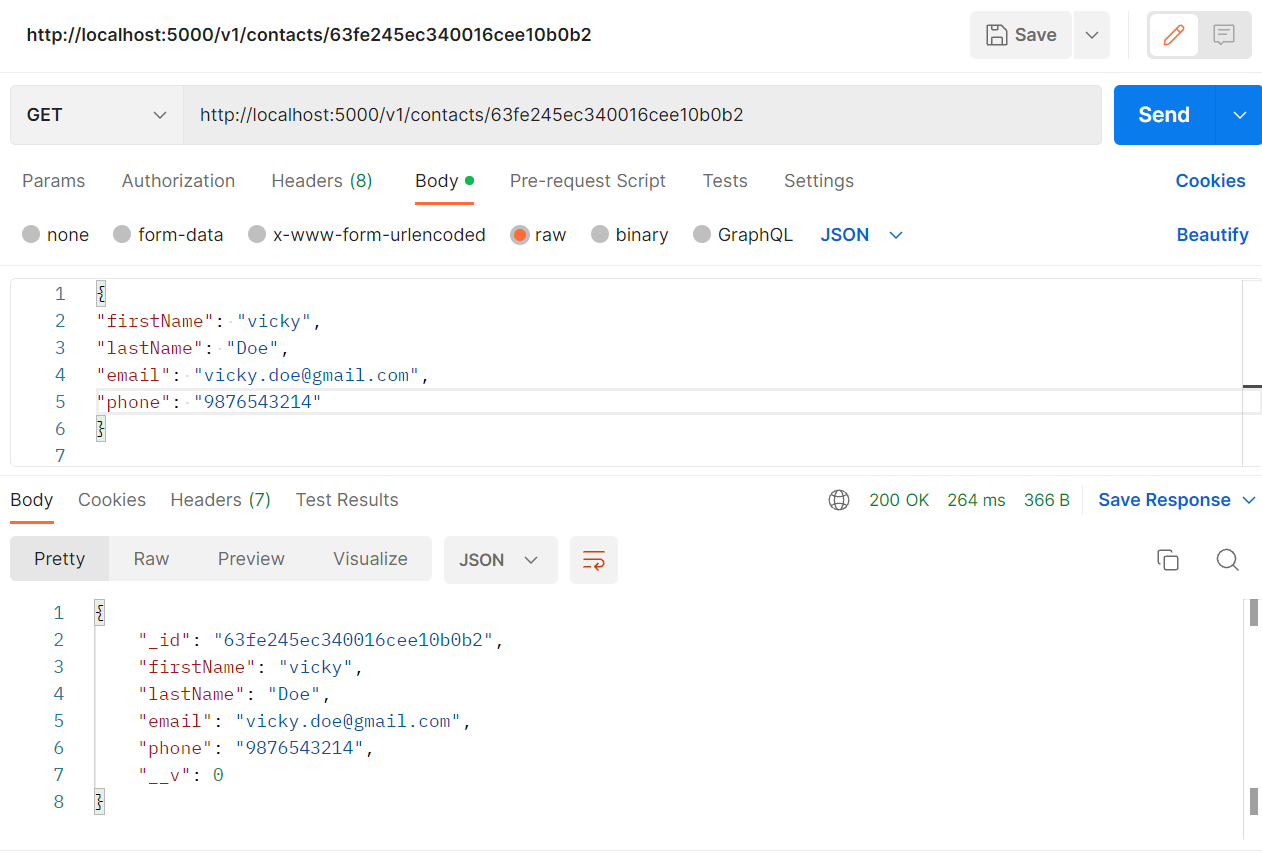 http://localhost:5000/v1/contacts/63fe245ec340016cee10b0b2 Save
GET http://localhost:5000/v1/contacts/63fe245ec340016cee10b0b2 Send
Params Authorization Headers (8) Body Pre-request Script Tests Settings Cookies
none form-data x-www-form-urlencoded raw binary GraphQL JSON Beautify
1 {
2 "firstName": "vicky",
3 "lastName": "Doe",
4 "email": "vicky.doe@gmail.com",
5 "phone": "9876543214"
6 }
7
Body Cookies Headers (7) Test Results 200 OK 264 ms 366 B Save Response
Pretty Raw Preview Visualize JSON
1 {
2 "_id": "63fe245ec340016cee10b0b2",
3 "firstName": "vicky",
4 "lastName": "Doe",
5 "email": "vicky.doe@gmail.com",
6 "phone": "9876543214",
7 "__v": 0
8 }